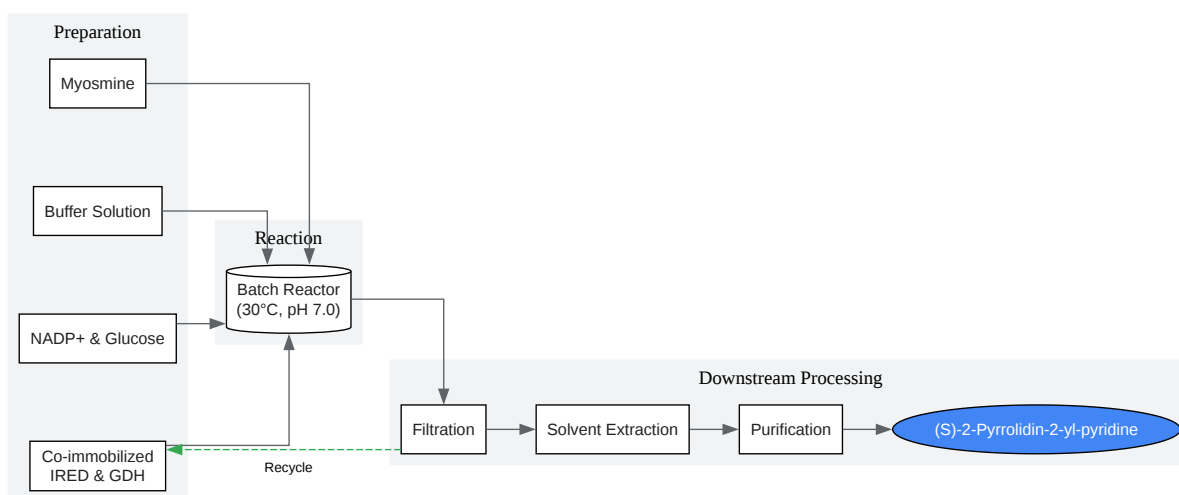 Preparation
Myosmine
Buffer Solution
NADP+ & Glucose
Co-immobilized
IRED & GDH
Reaction
Batch Reactor
(30°C, pH 7.0)
Recycle
Downstream Processing
Filtration
Solvent Extraction
Purification
(S)-2-Pyrrolidin-2-yl-pyridine